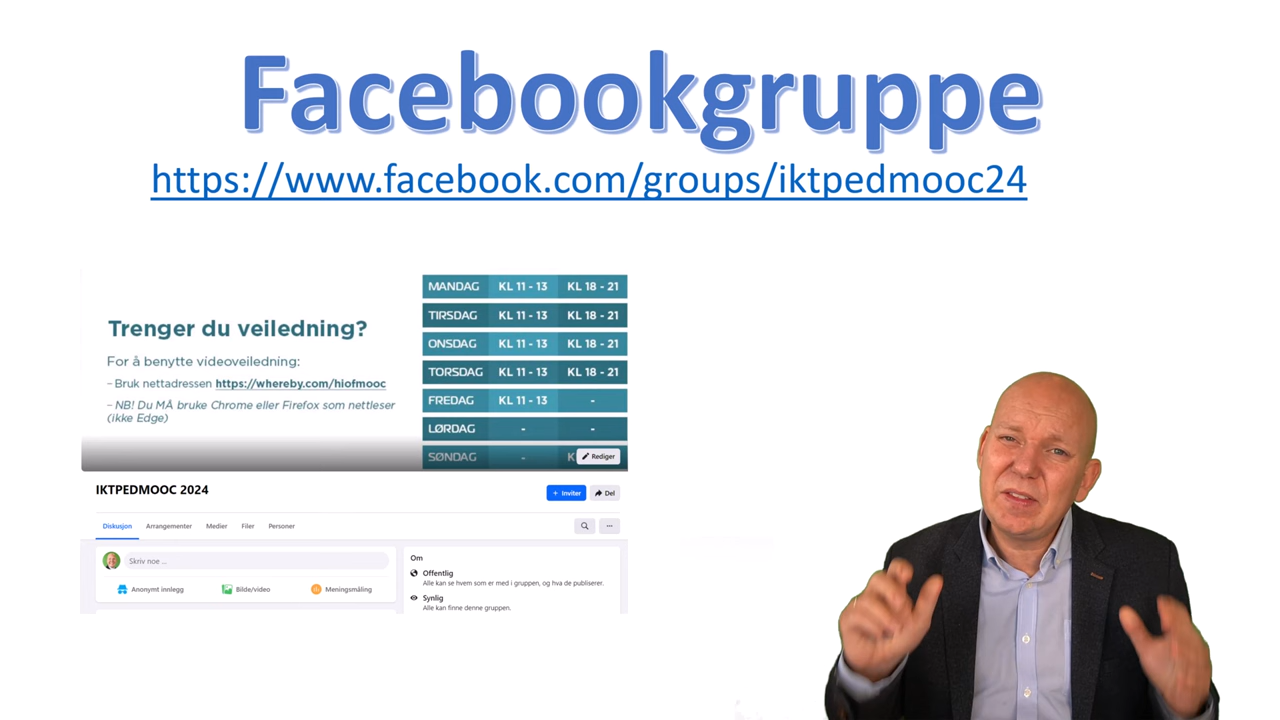 Facebookgruppe
https://www.facebook.com/groups/iktpedmooc24
Trenger du veiledning?
For å benytte videoveiledning:
– Bruk nettadressen https://whereby.com/hiofmooc
– NB! Du MÅ bruke Chrome eller Firefox som nettleser
(ikke Edge)
MANDAG KL 11 - 13 KL 18 - 21
TIRSDAG KL 11 - 13 KL 18 - 21
ONSDAG KL 11 - 13 KL 18 - 21
TORSDAG KL 11 - 13 KL 18 - 21
FREDAG KL 11 - 13 -
LØRDAG - -
SØNDAG - K
Rediger
IKTPEDMOOC 2024
+ Inviter Del
Diskusjon Arrangementer Medier Filer Personer
Skriv noe ...
Anonymt innlegg Bilde/video Meningsmåling
Om
Offentlig
Alle kan se hvem som er med i gruppen, og hva de publiserer.
Synlig
Alle kan finne denne gruppen.